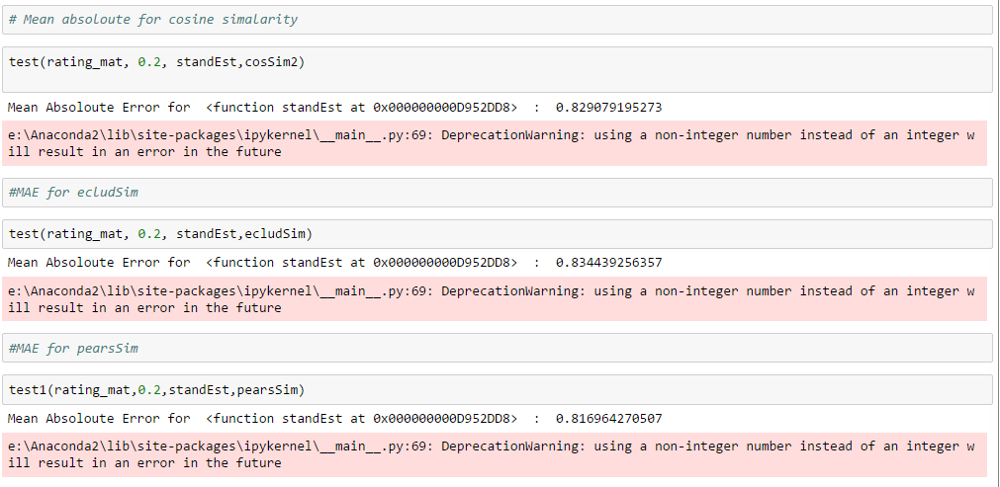 # Mean absoloute for cosine simalarity
test(rating_mat, 0.2, standEst,cosSim2)
Mean Absoloute Error for  <function standEst at 0x000000000D952DD8>  :  0.829079195273
e:\Anaconda2\lib\site-packages\ipykernel\__main__.py:69: DeprecationWarning: using a non-integer number instead of an integer w
ill result in an error in the future
#MAE for ecludSim
test(rating_mat, 0.2, standEst,ecludSim)
Mean Absoloute Error for  <function standEst at 0x000000000D952DD8>  :  0.834439256357
e:\Anaconda2\lib\site-packages\ipykernel\__main__.py:69: DeprecationWarning: using a non-integer number instead of an integer w
ill result in an error in the future
#MAE for pearsSim
test1(rating_mat,0.2,standEst,pearsSim)
Mean Absoloute Error for  <function standEst at 0x000000000D952DD8>  :  0.816964270507
e:\Anaconda2\lib\site-packages\ipykernel\__main__.py:69: DeprecationWarning: using a non-integer number instead of an integer w
ill result in an error in the future